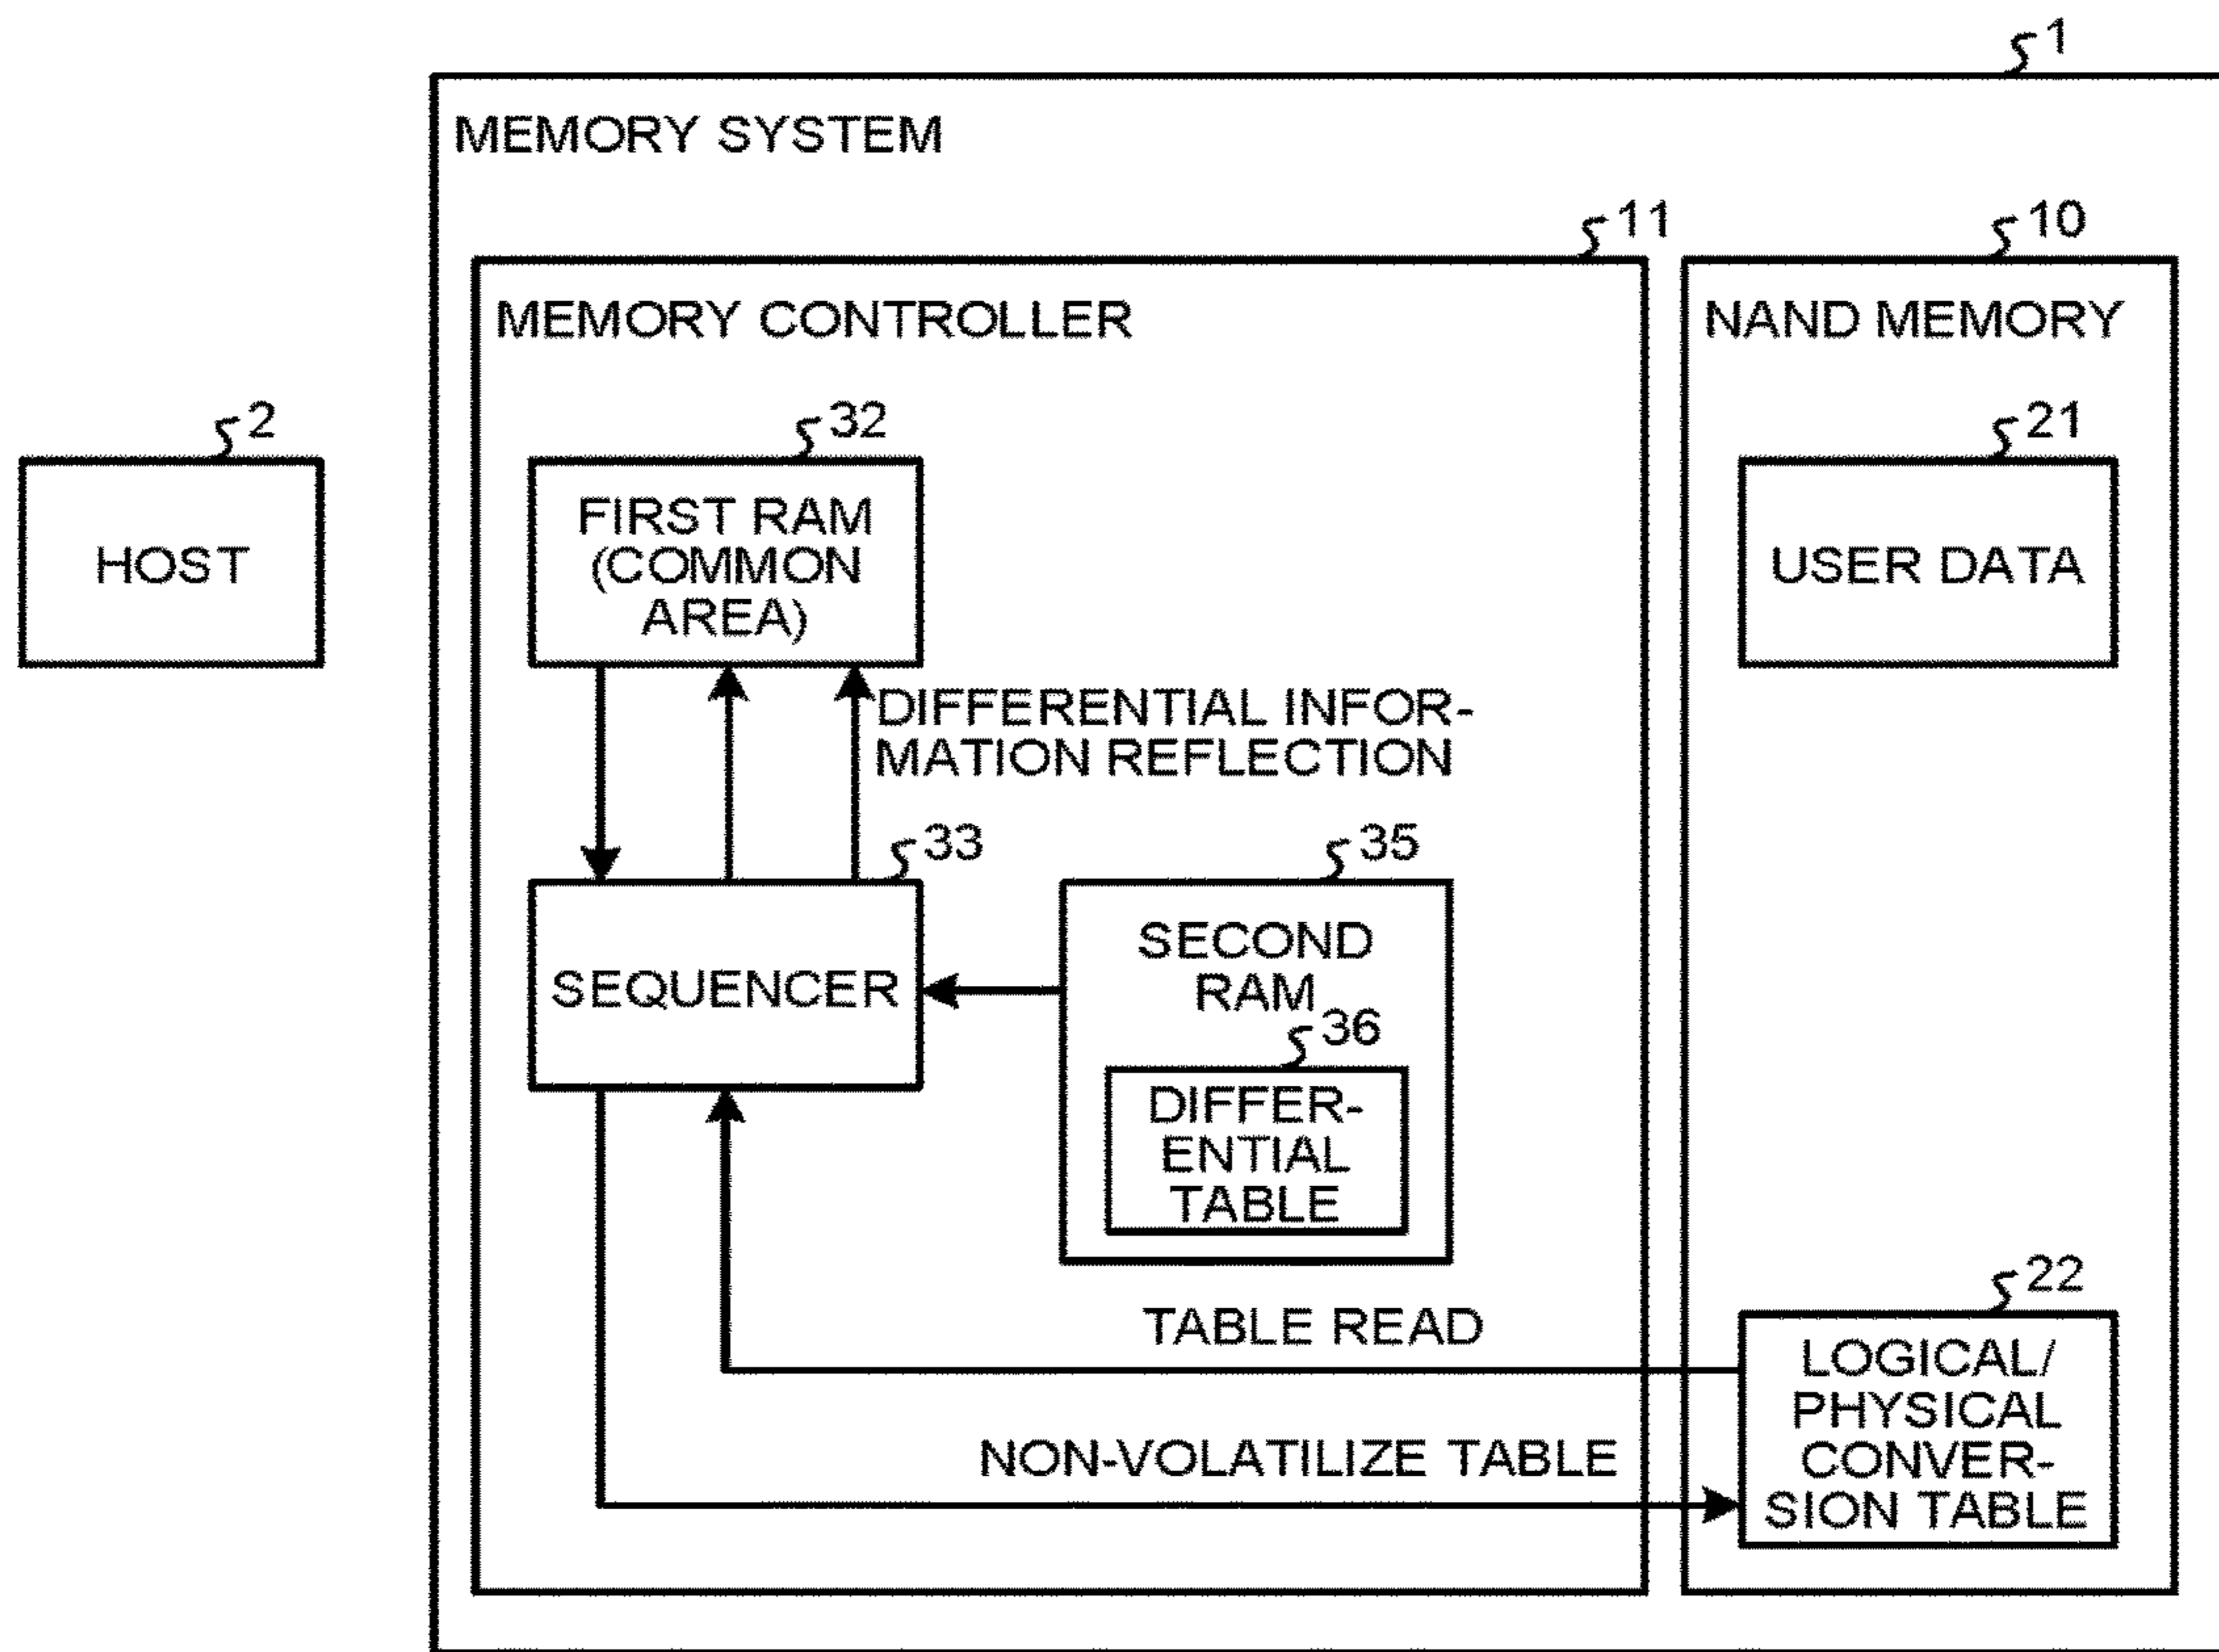 1
MEMORY SYSTEM
11
10
MEMORY CONTROLLER
NAND MEMORY
2
32
21
HOST
FIRST RAM
(COMMON
AREA)
USER DATA
DIFFERENTIAL INFOR-
MATION REFLECTION
33
35
SEQUENCER
SECOND
RAM
36
DIFFER-
ENTIAL
TABLE
22
TABLE READ
LOGICAL/
PHYSICAL
CONVER-
SION TABLE
NON-VOLATILIZE TABLE